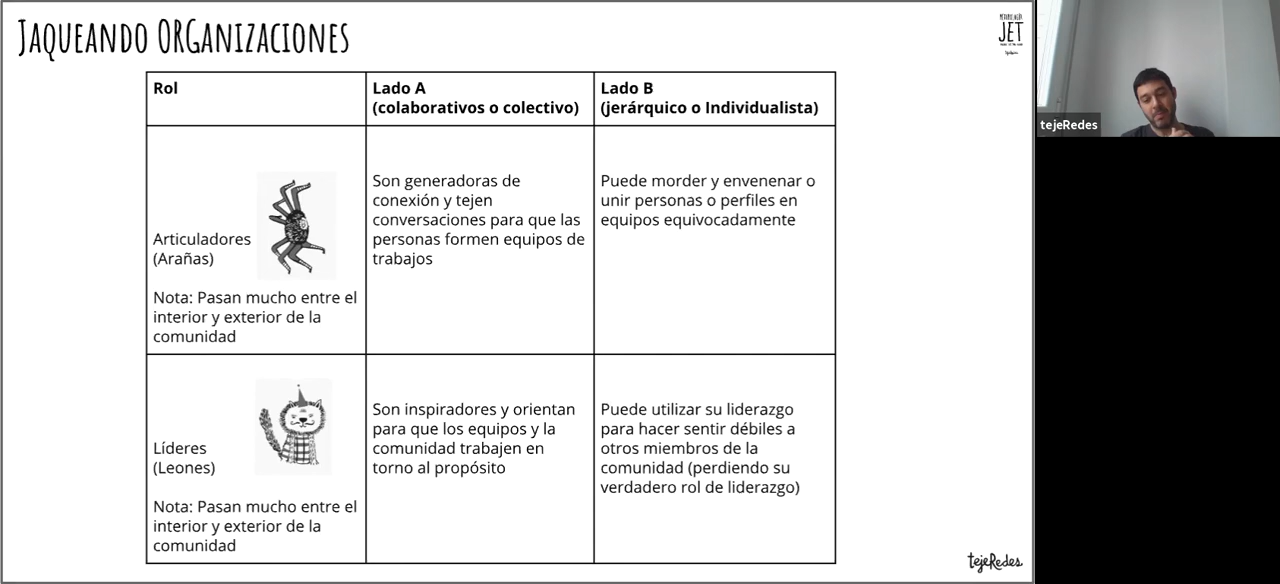 JAQUEANDO ORGANIZACIONES
JET
tejeRedes
Rol
Lado A
(colaborativos o colectivo)
Lado B
(jerárquico o Individualista)
Articuladores
(Arañas)
Nota: Pasan mucho entre el
interior y exterior de la
comunidad
Son generadoras de
conexión y tejen
conversaciones para que las
personas formen equipos de
trabajos
Puede morder y envenenar o
unir personas o perfiles en
equipos equivocadamente
Líderes
(Leones)
Nota: Pasan mucho entre el
interior y exterior de la
comunidad
Son inspiradores y orientan
para que los equipos y la
comunidad trabajen en
torno al propósito
Puede utilizar su liderazgo
para hacer sentir débiles a
otros miembros de la
comunidad (perdiendo su
verdadero rol de liderazgo)
tejeRedes